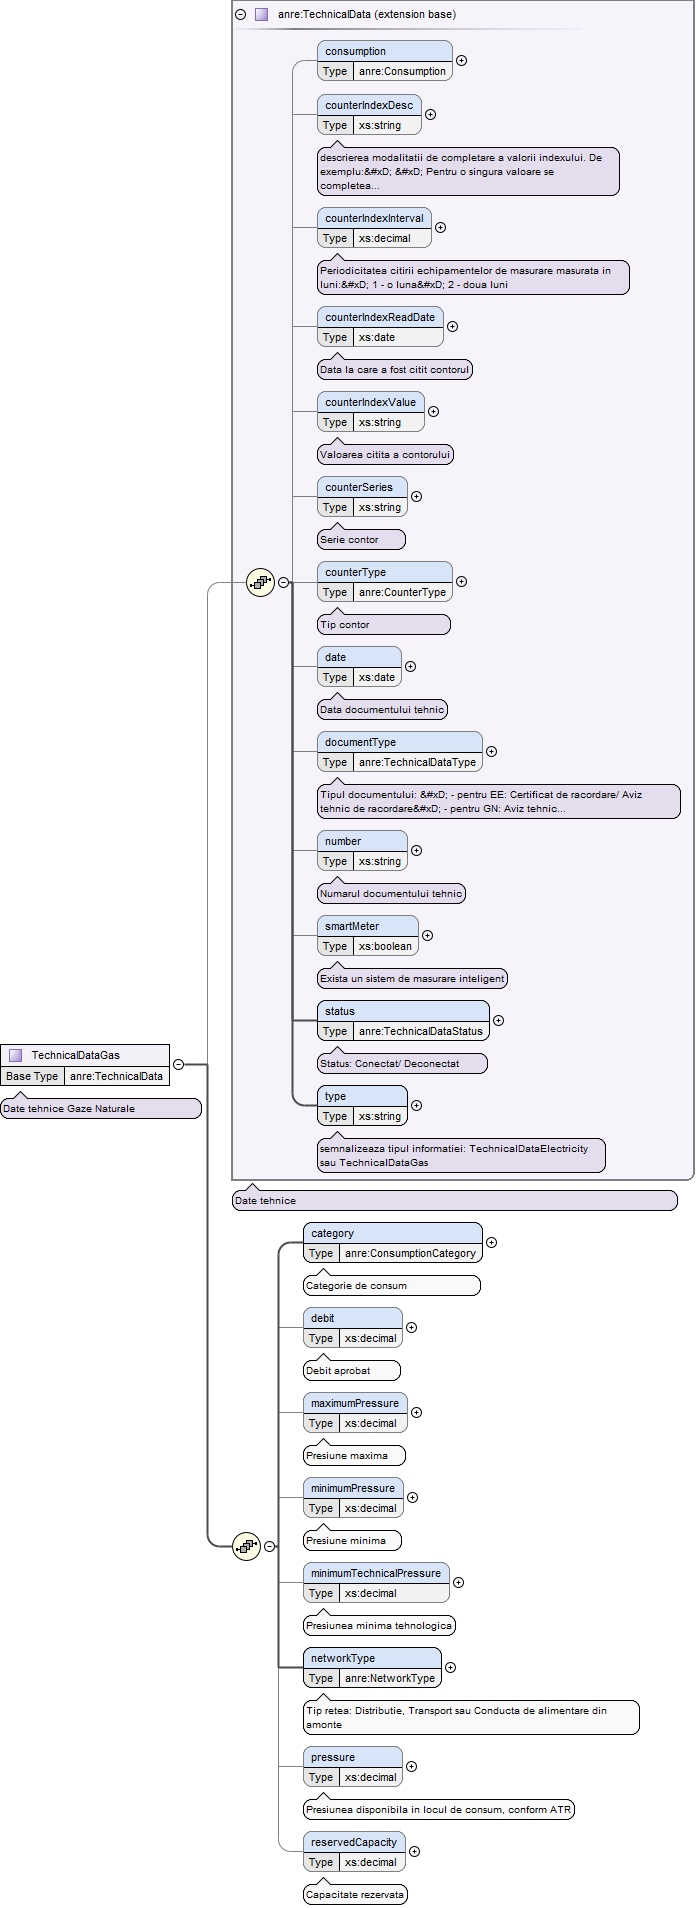 anre:TechnicalData (extension base)
consumption
Type anre:Consumption
counterIndexDesc
Type xs:string
descrierea modalitatii de completare a valorii indexului. De
exemplu:&#xD; &#xD; Pentru o singura valoare se
completea...
counterIndexInterval
Type xs:decimal
Periodicitatea citirii echipamentelor de masurare masurata in
luni:&#xD; 1 - o luna&#xD; 2 - doua luni
counterIndexReadDate
Type xs:date
Data la care a fost citit contorul
counterIndexValue
Type xs:string
Valoarea citita a contorului
counterSeries
Type xs:string
Serie contor
counterType
Type anre:CounterType
Tip contor
date
Type xs:date
Data documentului tehnic
documentType
Type anre:TechnicalDataType
Tipul documentului: &#xD; - pentru EE: Certificat de racordare/ Aviz
tehnic de racordare&#xD; - pentru GN: Aviz tehnic...
number
Type xs:string
Numarul documentului tehnic
smartMeter
Type xs:boolean
Exista un sistem de masurare inteligent
status
Type anre:TechnicalDataStatus
Status: Conectat/ Deconectat
TechnicalDataGas
Base Type anre:TechnicalData
Date tehnice Gaze Naturale
type
Type xs:string
semnalizeaza tipul informatiei: TechnicalDataElectricity
sau TechnicalDataGas
Date tehnice
category
Type anre:ConsumptionCategory
Categorie de consum
debit
Type xs:decimal
Debit aprobat
maximumPressure
Type xs:decimal
Presiune maxima
minimumPressure
Type xs:decimal
Presiune minima
minimumTechnicalPressure
Type xs:decimal
Presiunea minima tehnologica
networkType
Type anre:NetworkType
Tip retea: Distributie, Transport sau Conducta de alimentare din
amonte
pressure
Type xs:decimal
Presiunea disponibila in locul de consum, conform ATR
reservedCapacity
Type xs:decimal
Capacitate rezervata